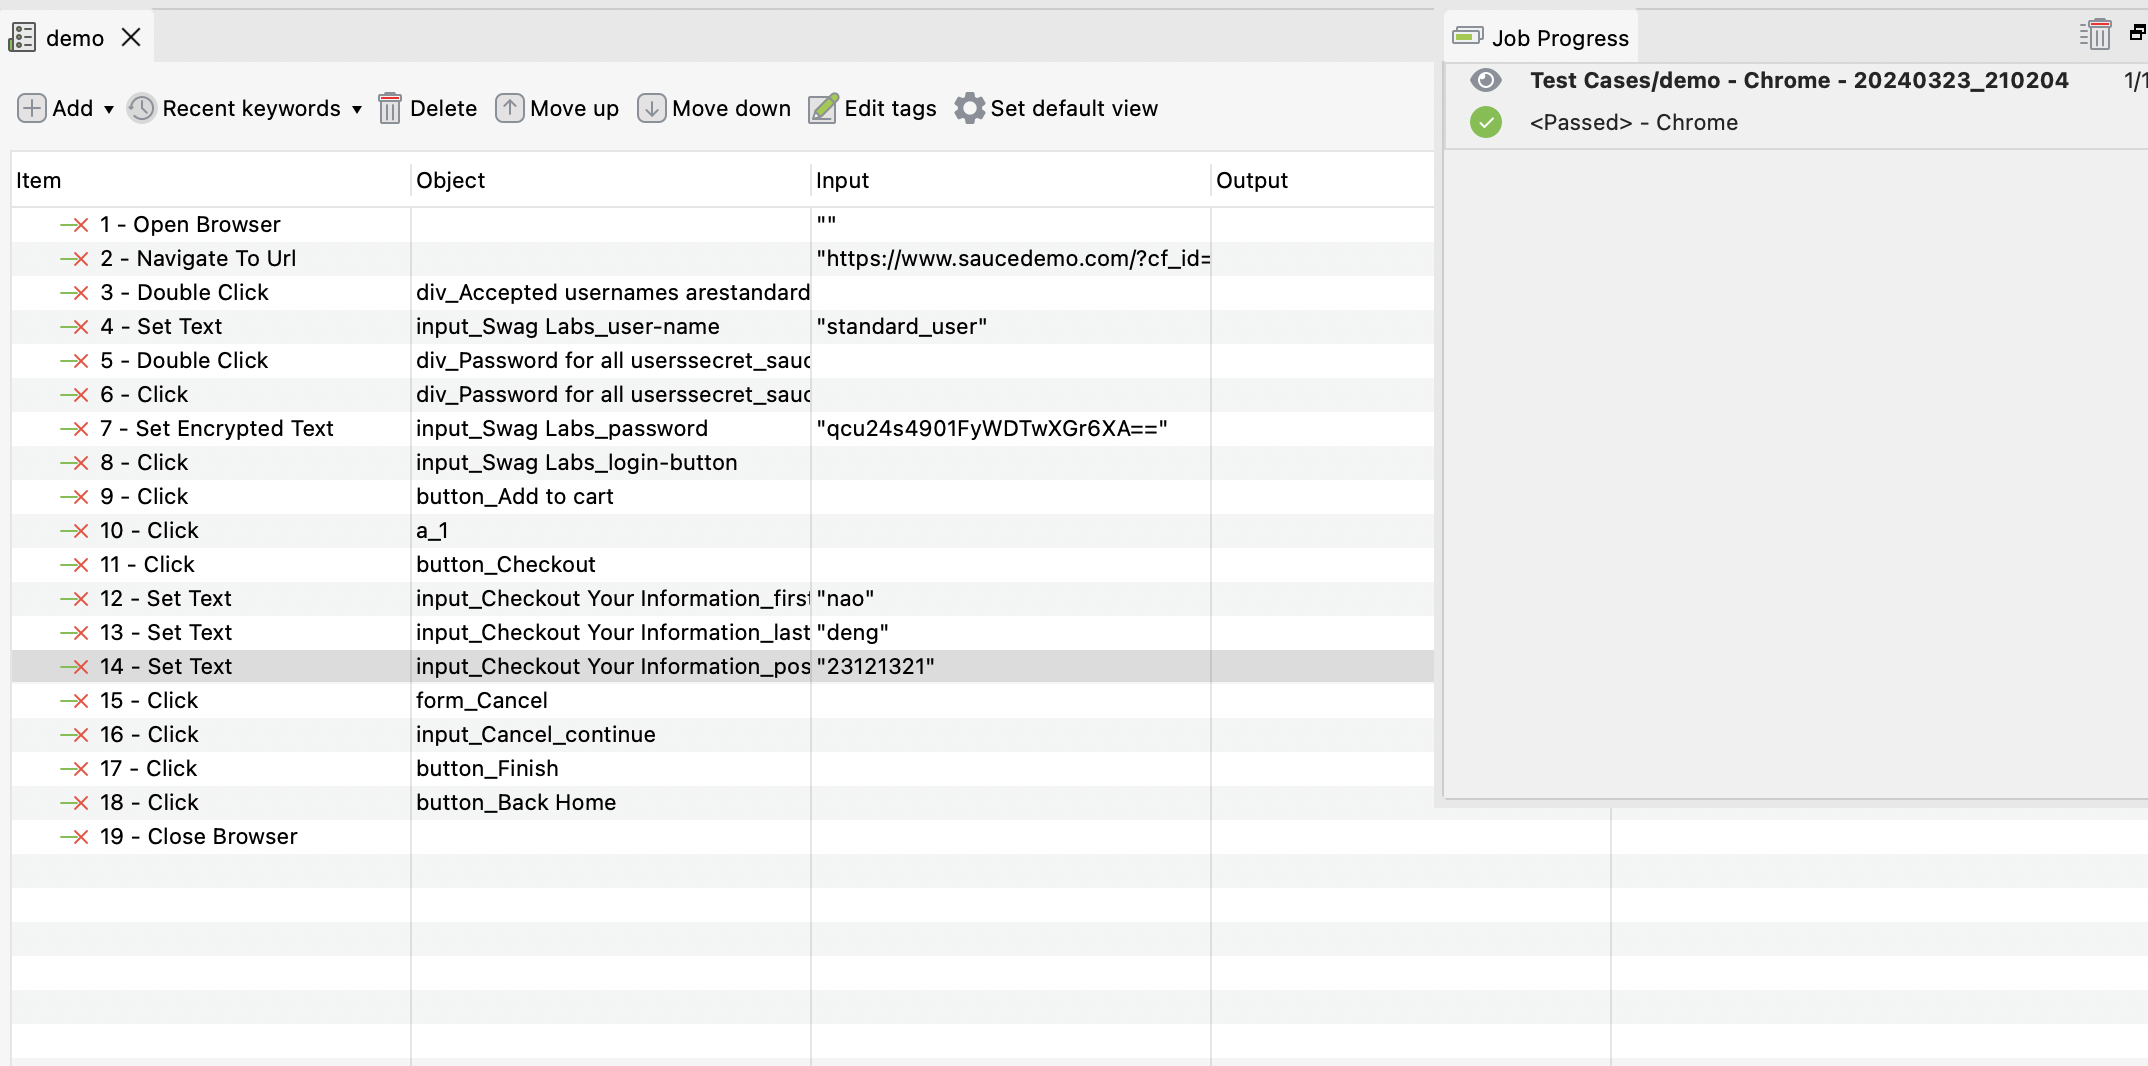 demo
Job Progress
Test Cases/demo - Chrome - 20240323_210204 1/1
<Passed> - Chrome
Add Recent keywords Delete Move up Move down Edit tags Set default view
Item Object Input Output
1 - Open Browser ""
2 - Navigate To Url "https://www.saucedemo.com/?cf_id=
3 - Double Click div_Accepted usernames arestandard
4 - Set Text input_Swag Labs_user-name "standard_user"
5 - Double Click div_Password for all userssecret_sauc
6 - Click div_Password for all userssecret_sauc
7 - Set Encrypted Text input_Swag Labs_password "qcu24s4901FyWDTwXGr6XA=="
8 - Click input_Swag Labs_login-button
9 - Click button_Add to cart
10 - Click a_1
11 - Click button_Checkout
12 - Set Text input_Checkout Your Information_first "nao"
13 - Set Text input_Checkout Your Information_last "deng"
14 - Set Text input_Checkout Your Information_pos "23121321"
15 - Click form_Cancel
16 - Click input_Cancel_continue
17 - Click button_Finish
18 - Click button_Back Home
19 - Close Browser